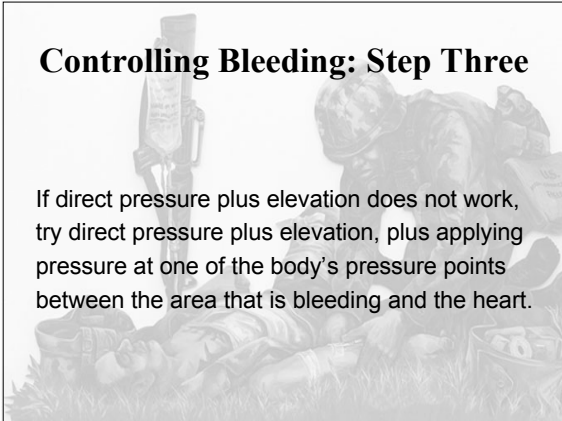 Controlling Bleeding: Step Three
If direct pressure plus elevation does not work,
try direct pressure plus elevation, plus applying
pressure at one of the body’s pressure points
between the area that is bleeding and the heart.